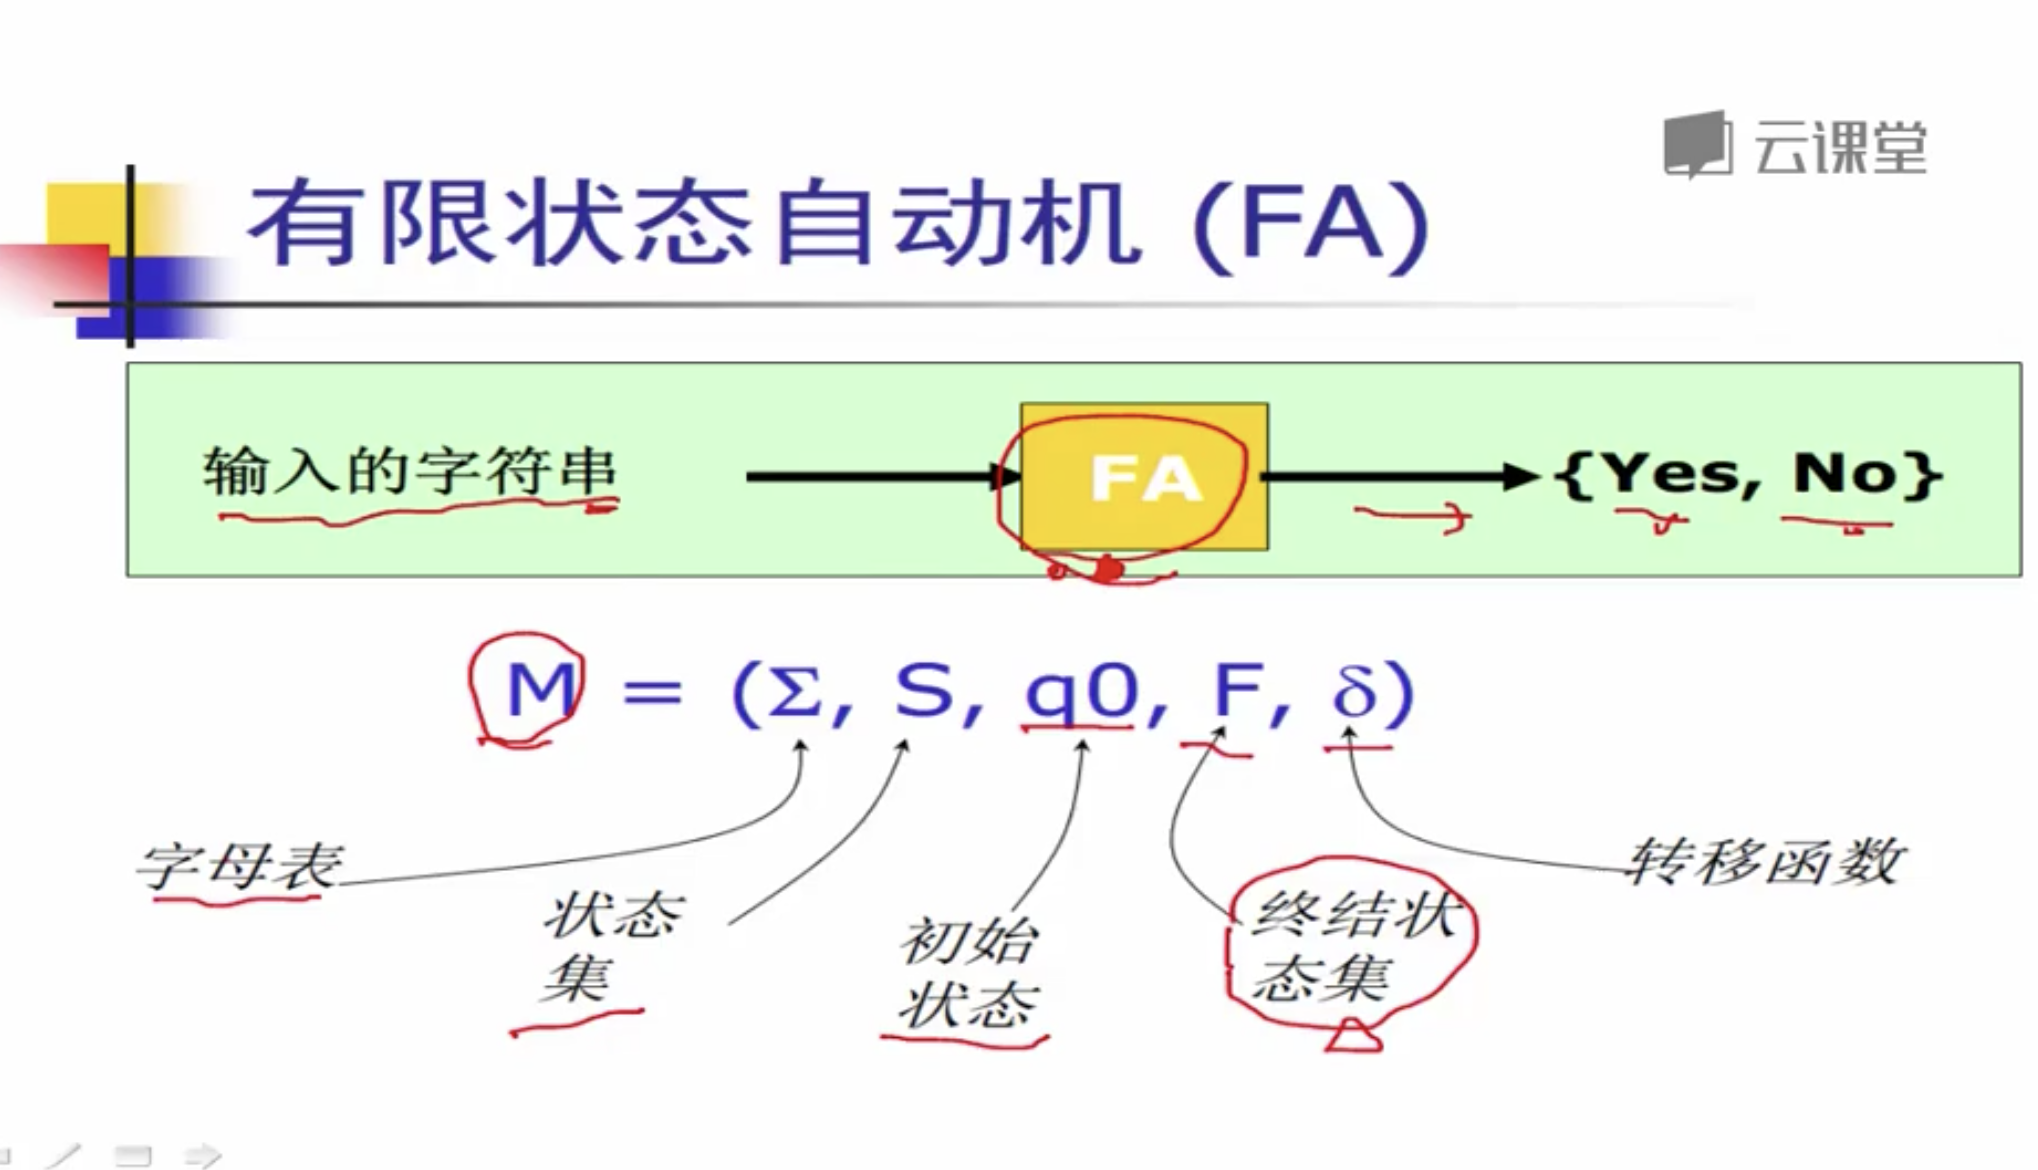 云课堂
有限状态自动机 (FA)
输入的字符串
FA
{Yes, No}
M = (Σ, S, q0, F, δ)
字母表
状态
集
初始
状态
终结状
态集
转移函数